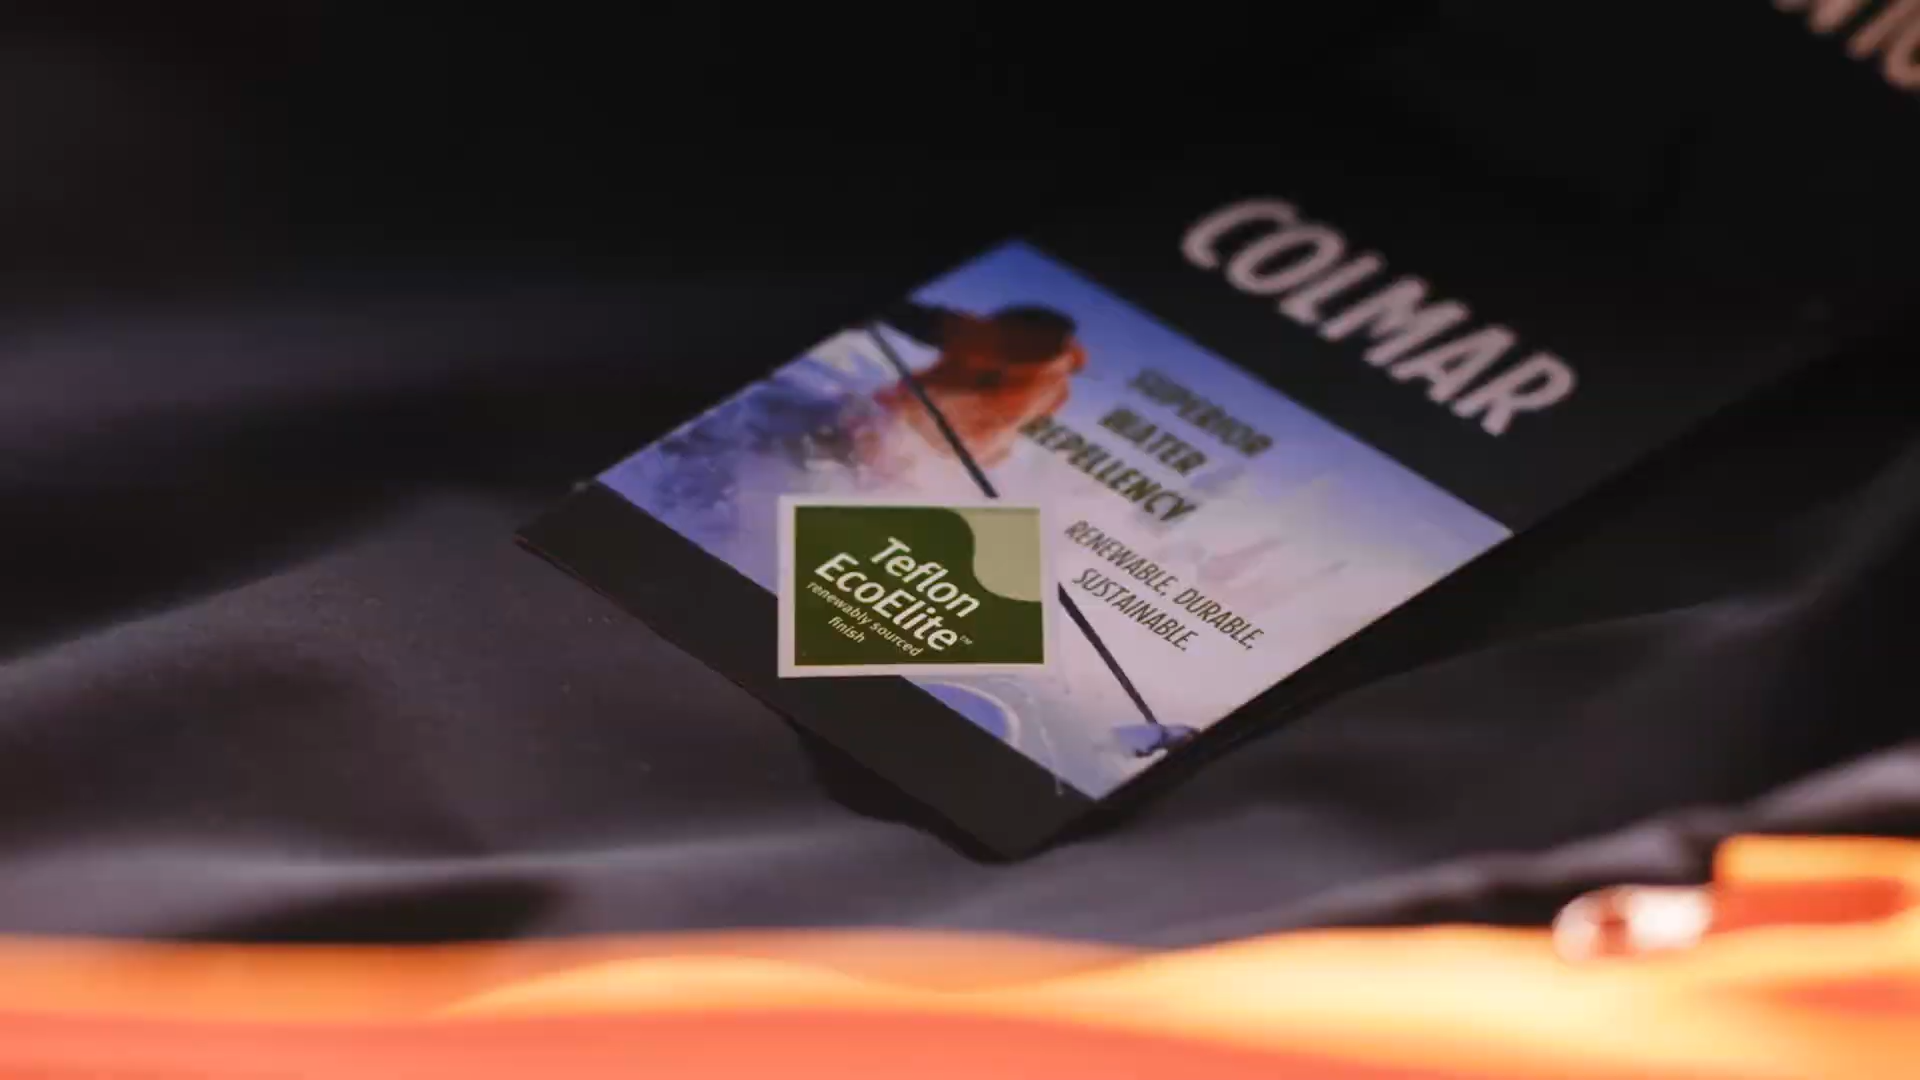 COLMAR
SUPERIOR
WATER
REPELLENCY
RENEWABLE, DURABLE,
SUSTAINABLE.
Teflon
EcoElite™
renewably sourced
finish